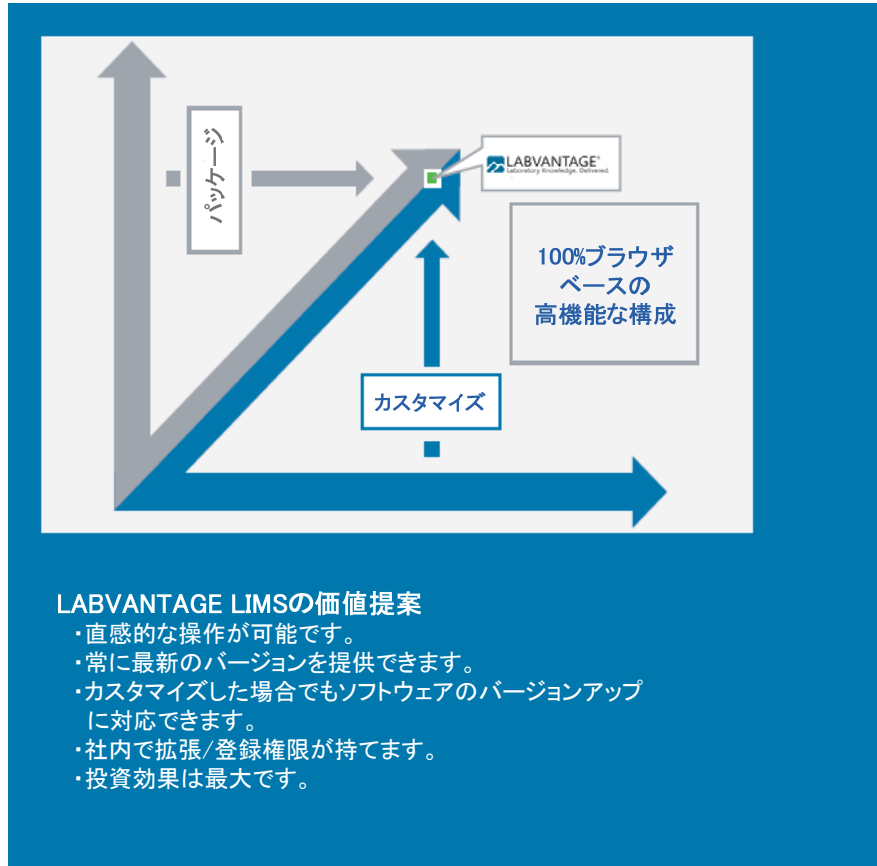 パッケージ
LABVANTAGE®
Laboratory Knowledge. Delivered.
100%ブラウザ
ベースの
高機能な構成
カスタマイズ
LABVANTAGE LIMSの価値提案
・直感的な操作が可能です。
・常に最新のバージョンを提供できます。
・カスタマイズした場合でもソフトウェアのバージョンアップ
に対応できます。
・社内で拡張/登録権限が持てます。
・投資効果は最大です。